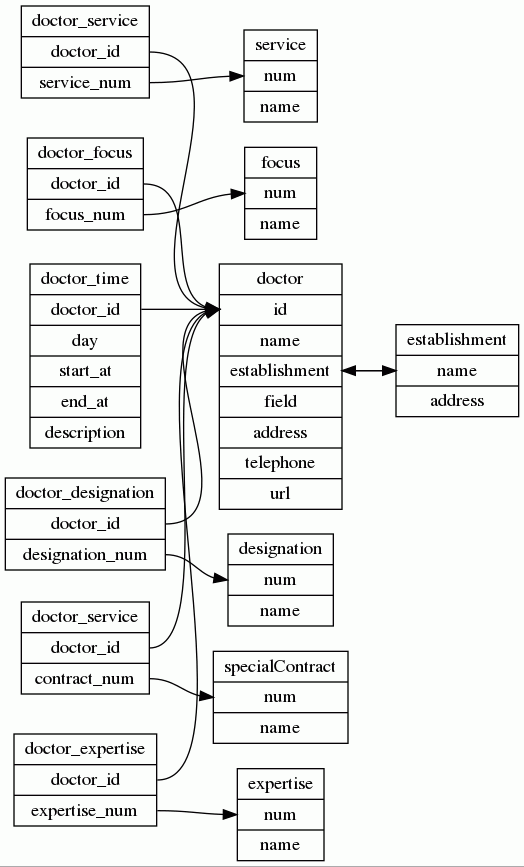 doctor_service
doctor_id
service_num
service
num
name
doctor_focus
doctor_id
focus_num
focus
num
name
doctor_time
doctor_id
day
start_at
end_at
description
doctor
id
name
establishment
field
address
telephone
url
establishment
name
address
doctor_designation
doctor_id
designation_num
designation
num
name
doctor_service
doctor_id
contract_num
specialContract
num
name
doctor_expertise
doctor_id
expertise_num
expertise
num
name